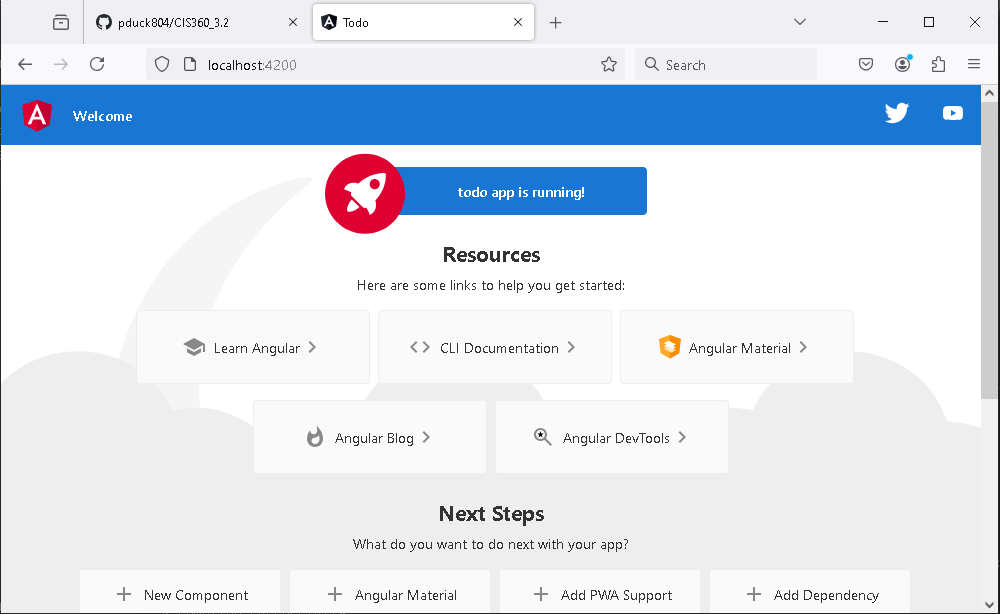 pduck804/CIS360_3.2
Todo
localhost:4200
Search
Welcome
todo app is running!
Resources
Here are some links to help you get started:
Learn Angular
CLI Documentation
Angular Material
Angular Blog
Angular DevTools
Next Steps
What do you want to do next with your app?
New Component
Angular Material
Add PWA Support
Add Dependency